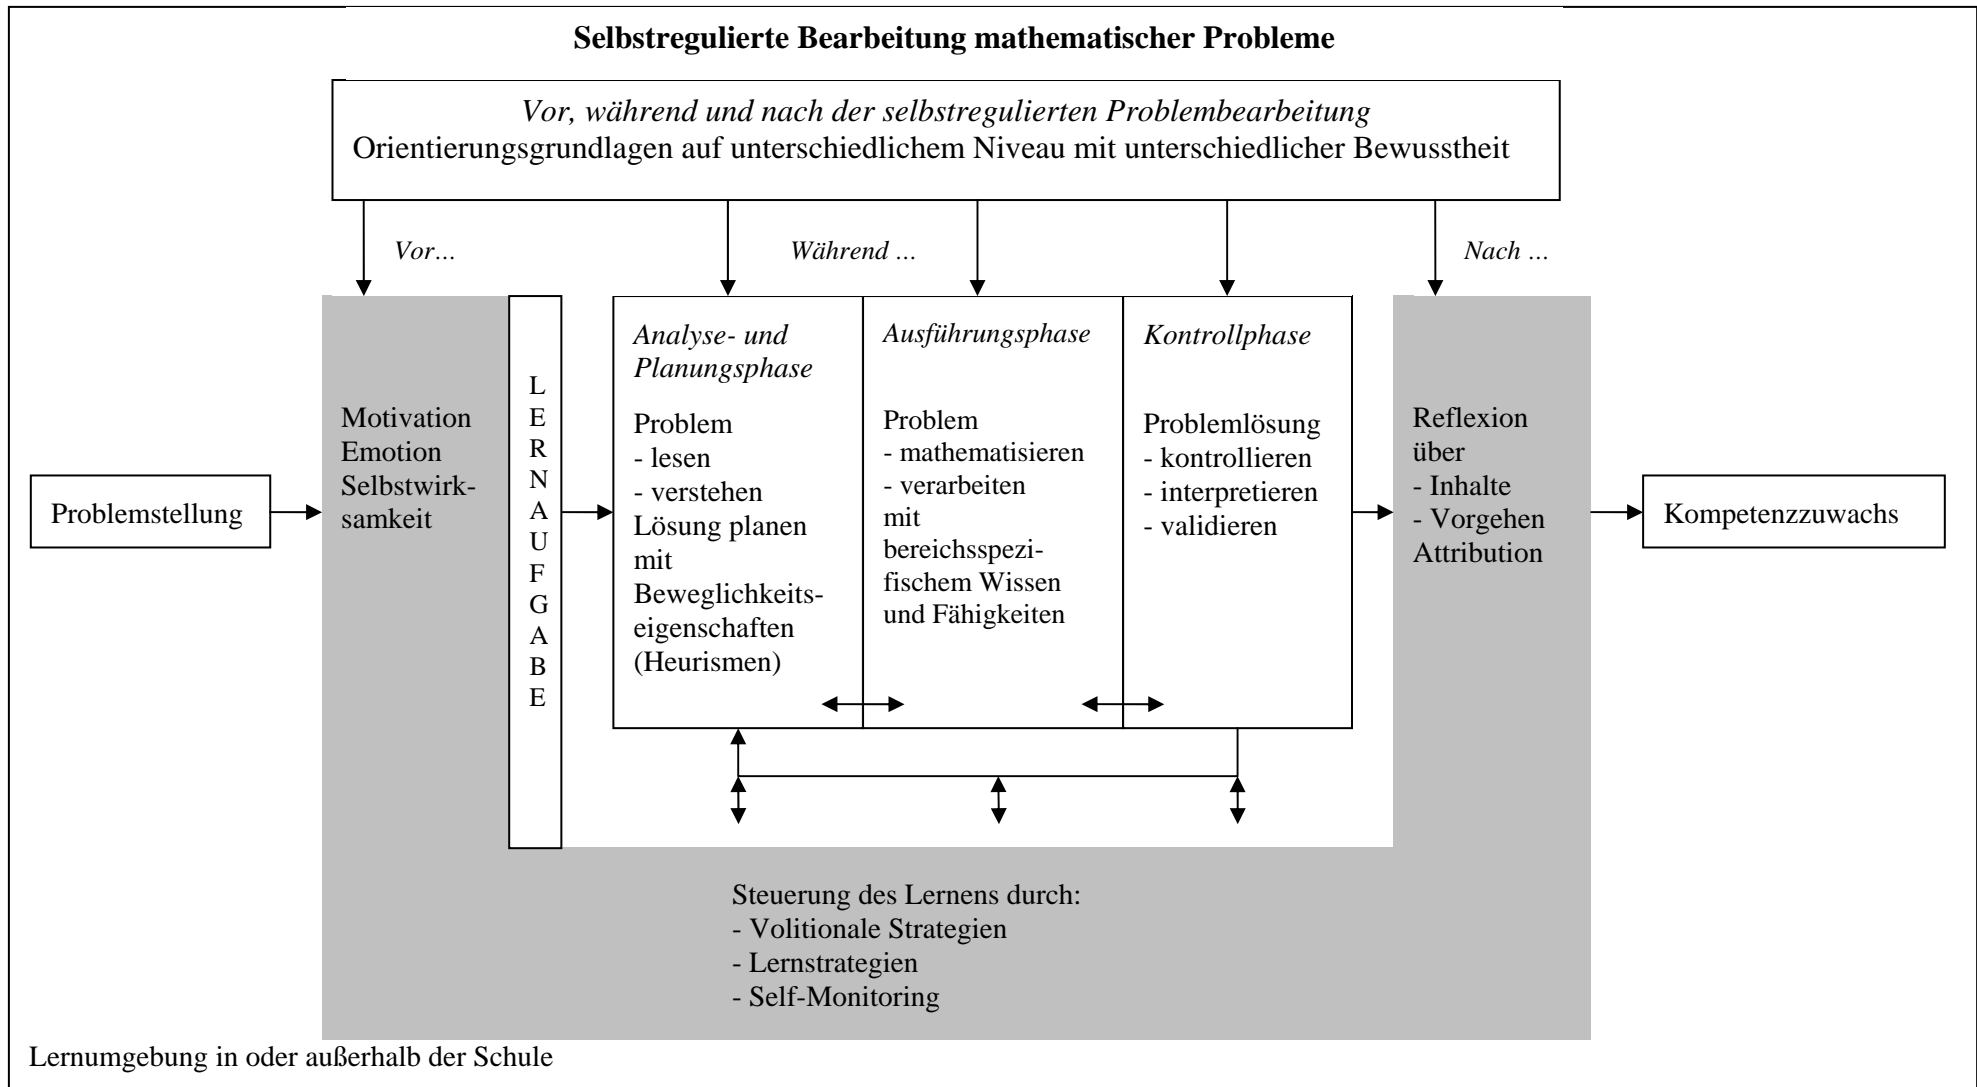 Selbstregulierte Bearbeitung mathematischer Probleme
Vor, während und nach der selbstregulierten Problembearbeitung
Orientierungsgrundlagen auf unterschiedlichem Niveau mit unterschiedlicher Bewusstheit
Vor…
Während …
Nach …
Problemstellung
Motivation
Emotion
Selbstwirk-
samkeit
LERNAUFGABE
Analyse- und
Planungsphase
Problem
- lesen
- verstehen
Lösung planen
mit
Beweglichkeits-
eigenschaften
(Heurismen)
Ausführungsphase
Problem
- mathematisieren
- verarbeiten
mit
bereichsspezi-
fischem Wissen
und Fähigkeiten
Kontrollphase
Problemlösung
- kontrollieren
- interpretieren
- validieren
Reflexion
über
- Inhalte
- Vorgehen
Attribution
Kompetenzzuwachs
Steuerung des Lernens durch:
- Volitionale Strategien
- Lernstrategien
- Self-Monitoring
Lernumgebung in oder außerhalb der Schule